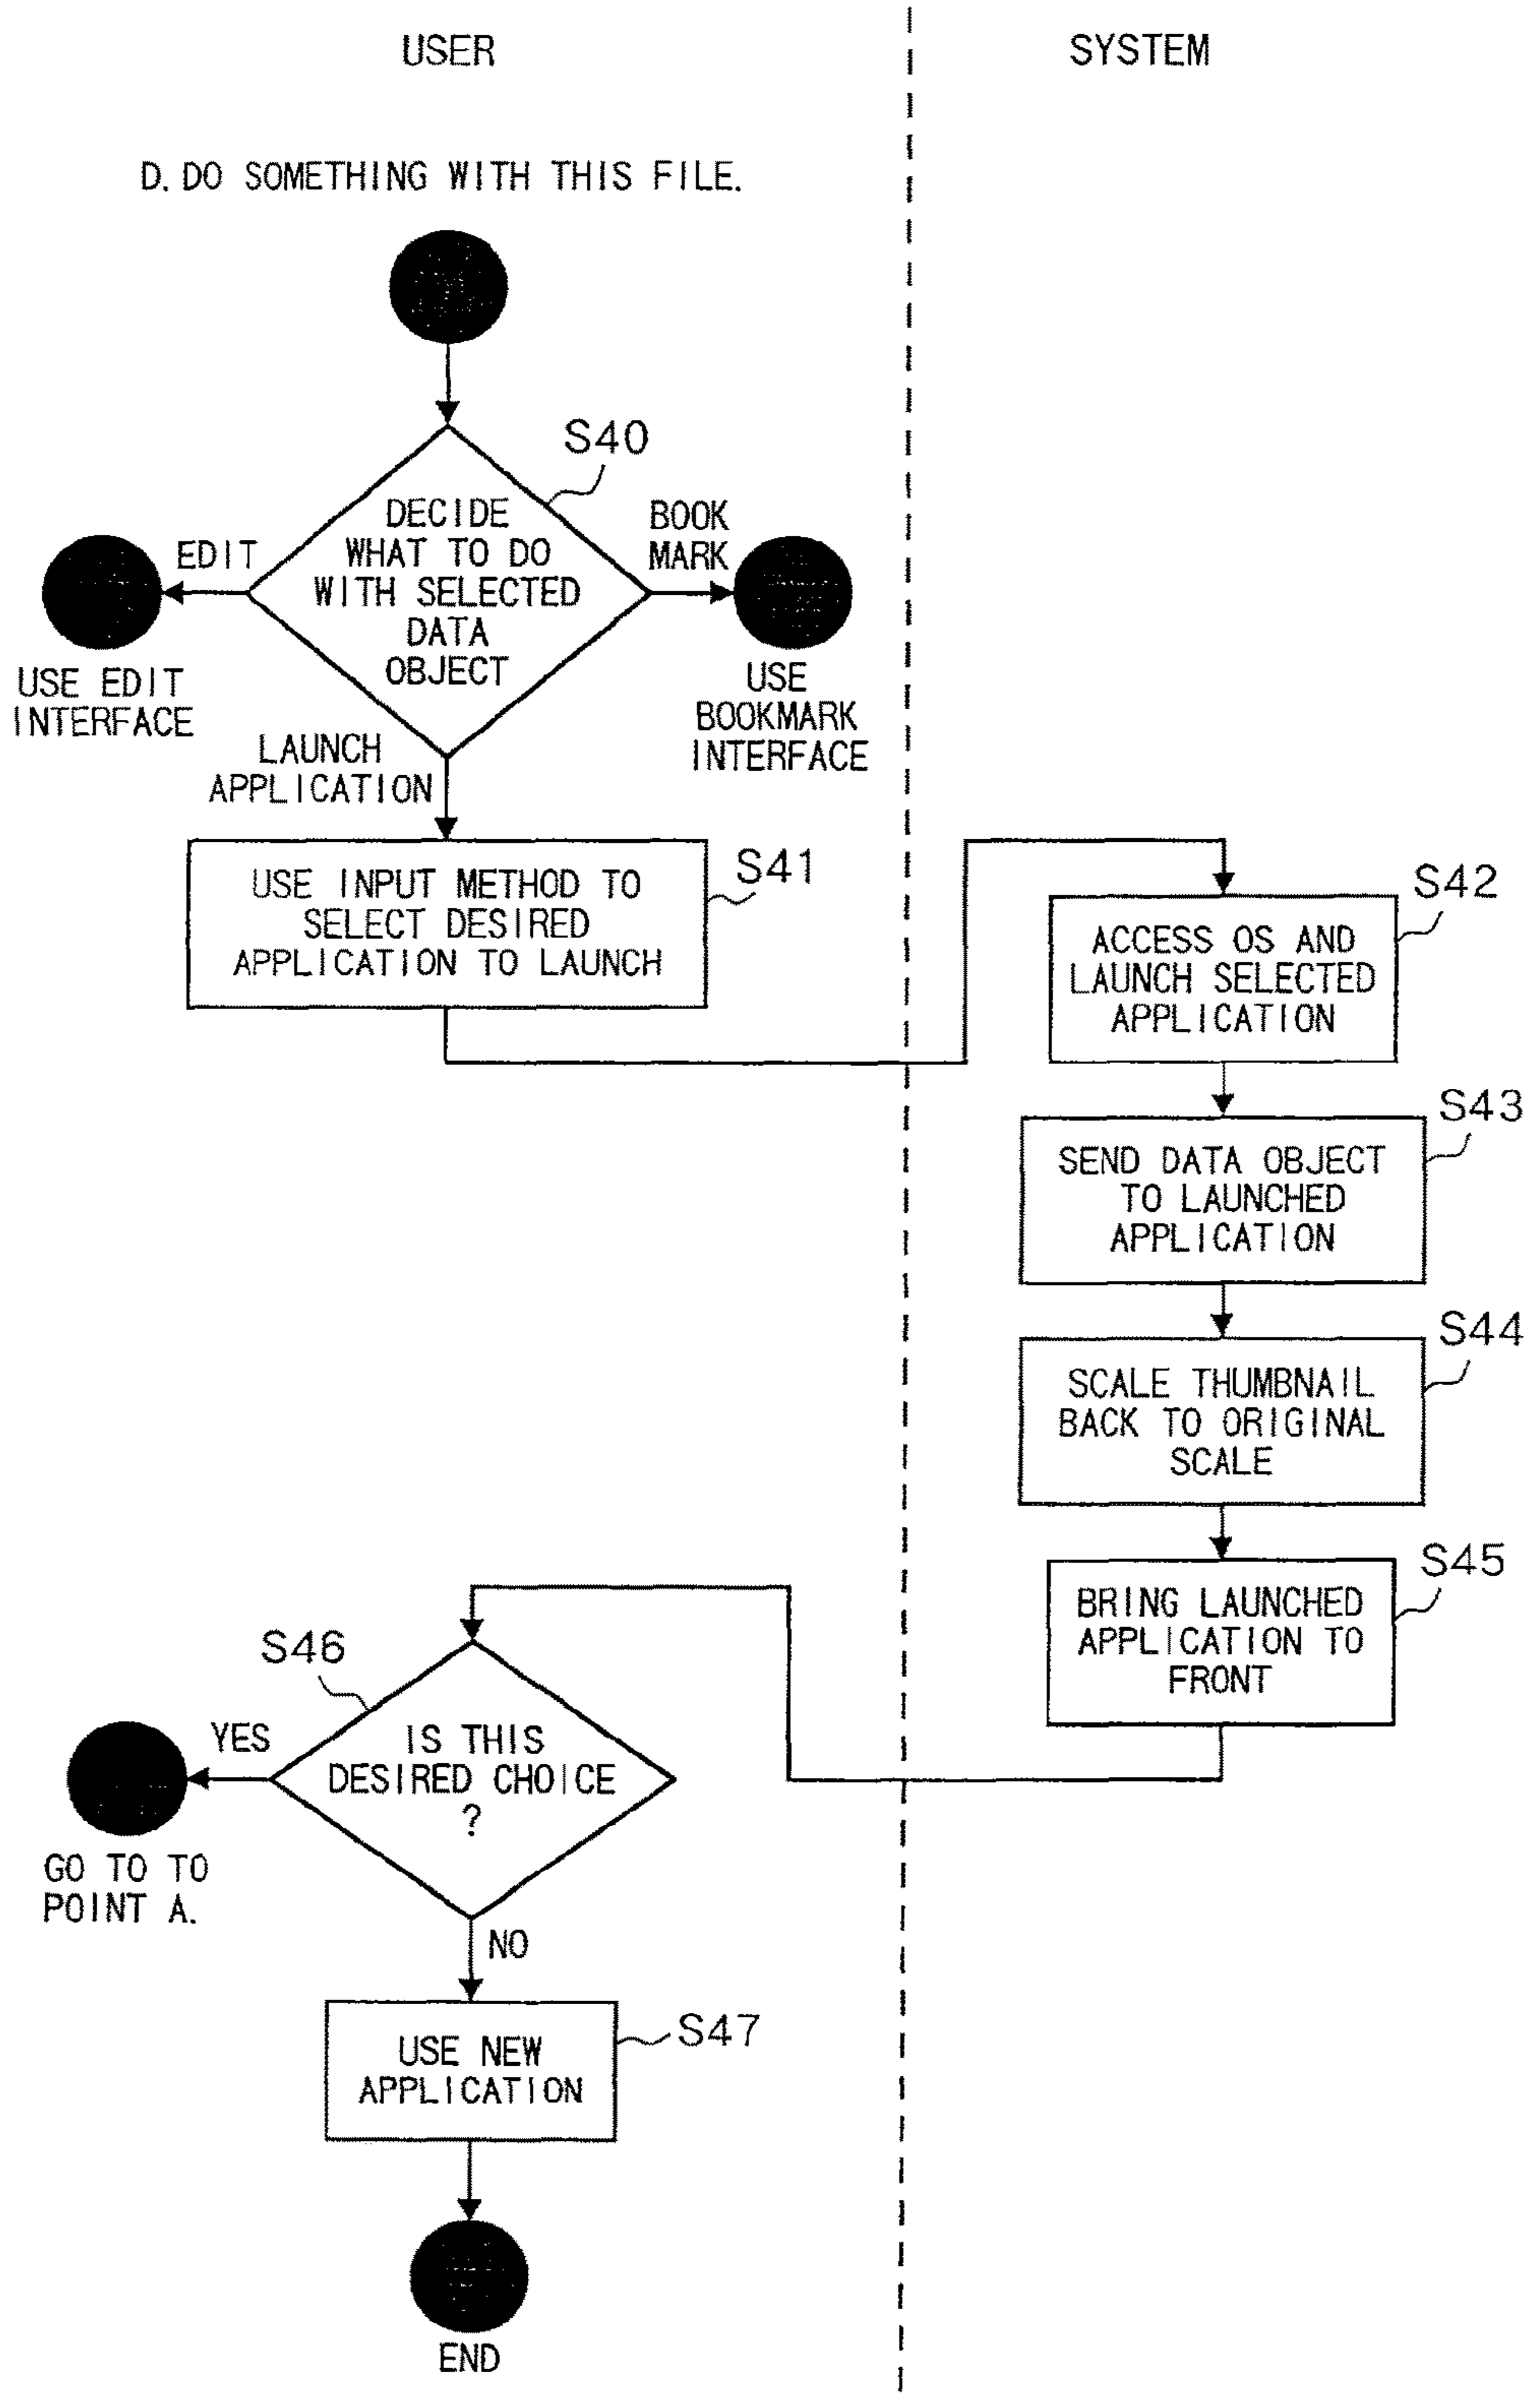 USER
SYSTEM
D. DO SOMETHING WITH THIS FILE.
S40
DECIDE
WHAT TO DO
WITH SELECTED
DATA
OBJECT
EDIT
BOOK
MARK
USE EDIT
INTERFACE
USE
BOOKMARK
INTERFACE
LAUNCH
APPLICATION
S41
USE INPUT METHOD TO
SELECT DESIRED
APPLICATION TO LAUNCH
S42
ACCESS OS AND
LAUNCH SELECTED
APPLICATION
S43
SEND DATA OBJECT
TO LAUNCHED
APPLICATION
S44
SCALE THUMBNAIL
BACK TO ORIGINAL
SCALE
S45
BRING LAUNCHED
APPLICATION TO
FRONT
S46
IS THIS
DESIRED CHOICE
?
YES
GO TO TO
POINT A.
NO
S47
USE NEW
APPLICATION
END